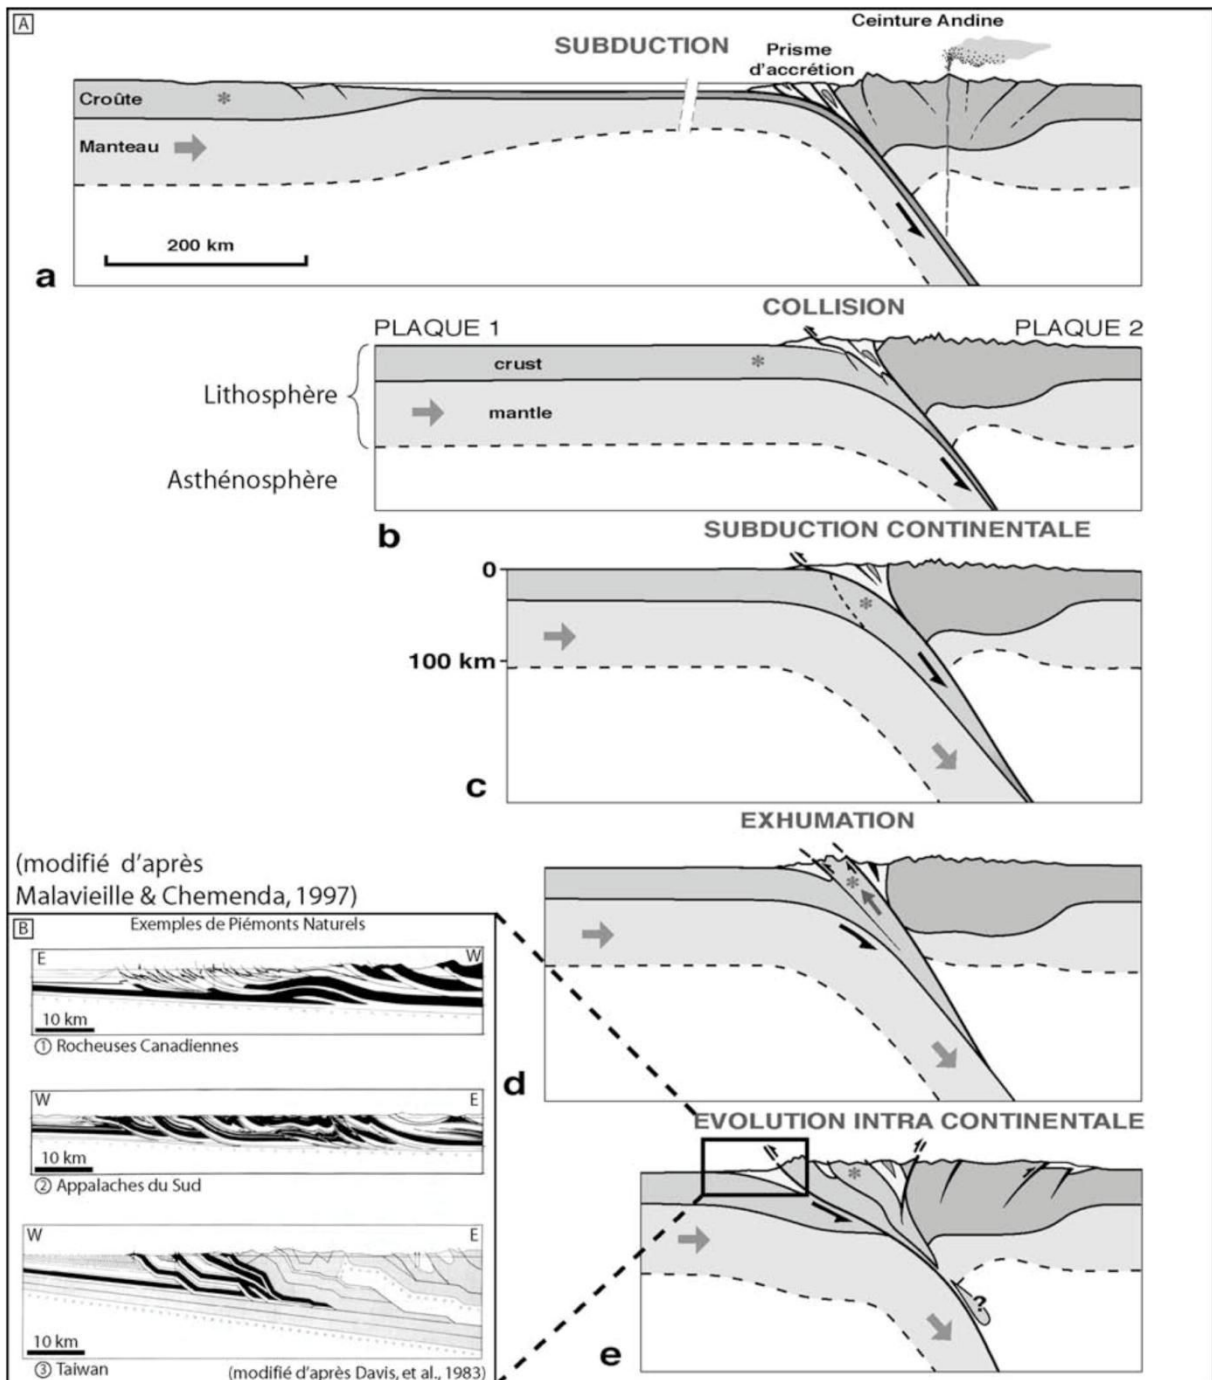 A
Ceinture Andine
SUBDUCTION
Prisme
d'accrétion
Croûte
*
Manteau
200 km
a
COLLISION
PLAQUE 1
PLAQUE 2
crust
*
Lithosphère
mantle
Asthénosphère
b
SUBDUCTION CONTINENTALE
0
*
100 km
c
EXHUMATION
(modifié d'après
Malavieille & Chemenda, 1997)
*
d
B
Exemples de Piémonts Naturels
E
W
10 km
① Rocheuses Canadiennes
W
E
10 km
② Appalaches du Sud
W
E
10 km
③ Taiwan
(modifié d'après Davis, et al., 1983)
EVOLUTION INTRA CONTINENTALE
*
?
e